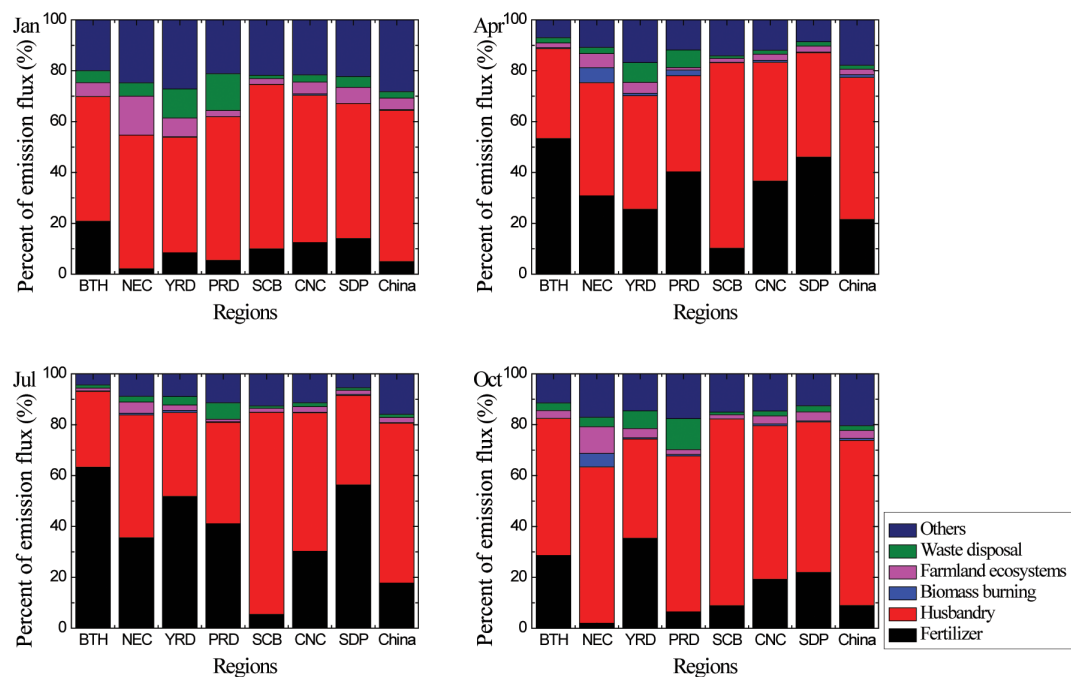 Jan
Percent of emission flux (%)
100
80
60
40
20
0
BTH NEC YRD PRD SCB CNC SDP China
Regions
Apr
Percent of emission flux (%)
100
80
60
40
20
0
BTH NEC YRD PRD SCB CNC SDP China
Regions
Jul
Percent of emission flux (%)
100
80
60
40
20
0
BTH NEC YRD PRD SCB CNC SDP China
Regions
Oct
Percent of emission flux (%)
100
80
60
40
20
0
BTH NEC YRD PRD SCB CNC SDP China
Regions
Others
Waste disposal
Farmland ecosystems
Biomass burning
Husbandry
Fertilizer